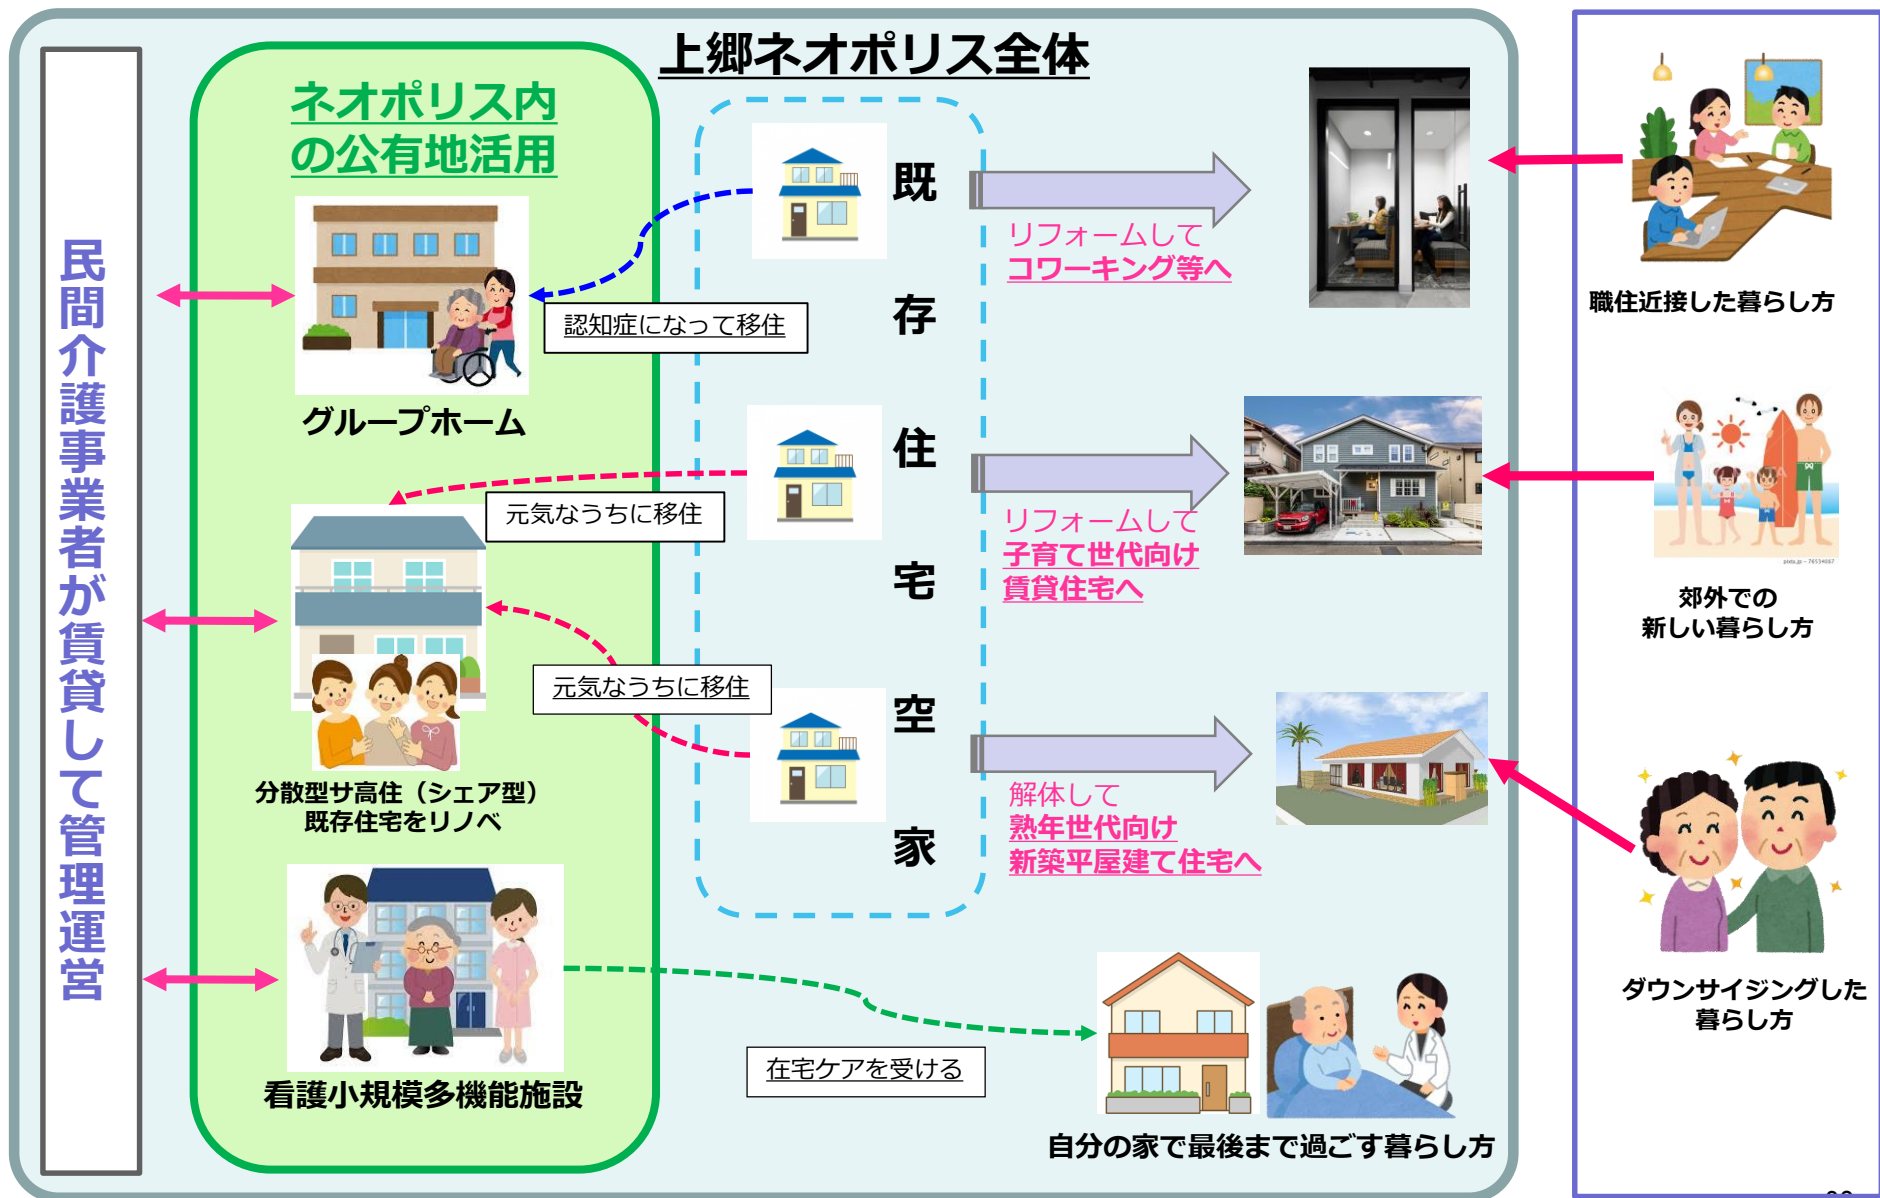 上郷ネオポリス全体
民間介護事業者が賃貸して管理運営
ネオポリス内
の公有地活用
グループホーム
分散型サ高住（シェア型）
既存住宅をリノベ
看護小規模多機能施設
認知症になって移住
元気なうちに移住
元気なうちに移住
在宅ケアを受ける
既存住宅空家
リフォームして
コワーキング等へ
リフォームして
子育て世代向け
賃貸住宅へ
解体して
熟年世代向け
新築平屋建て住宅へ
自分の家で最後まで過ごす暮らし方
職住近接した暮らし方
pixta.jp - 76534867
郊外での
新しい暮らし方
ダウンサイジングした
暮らし方